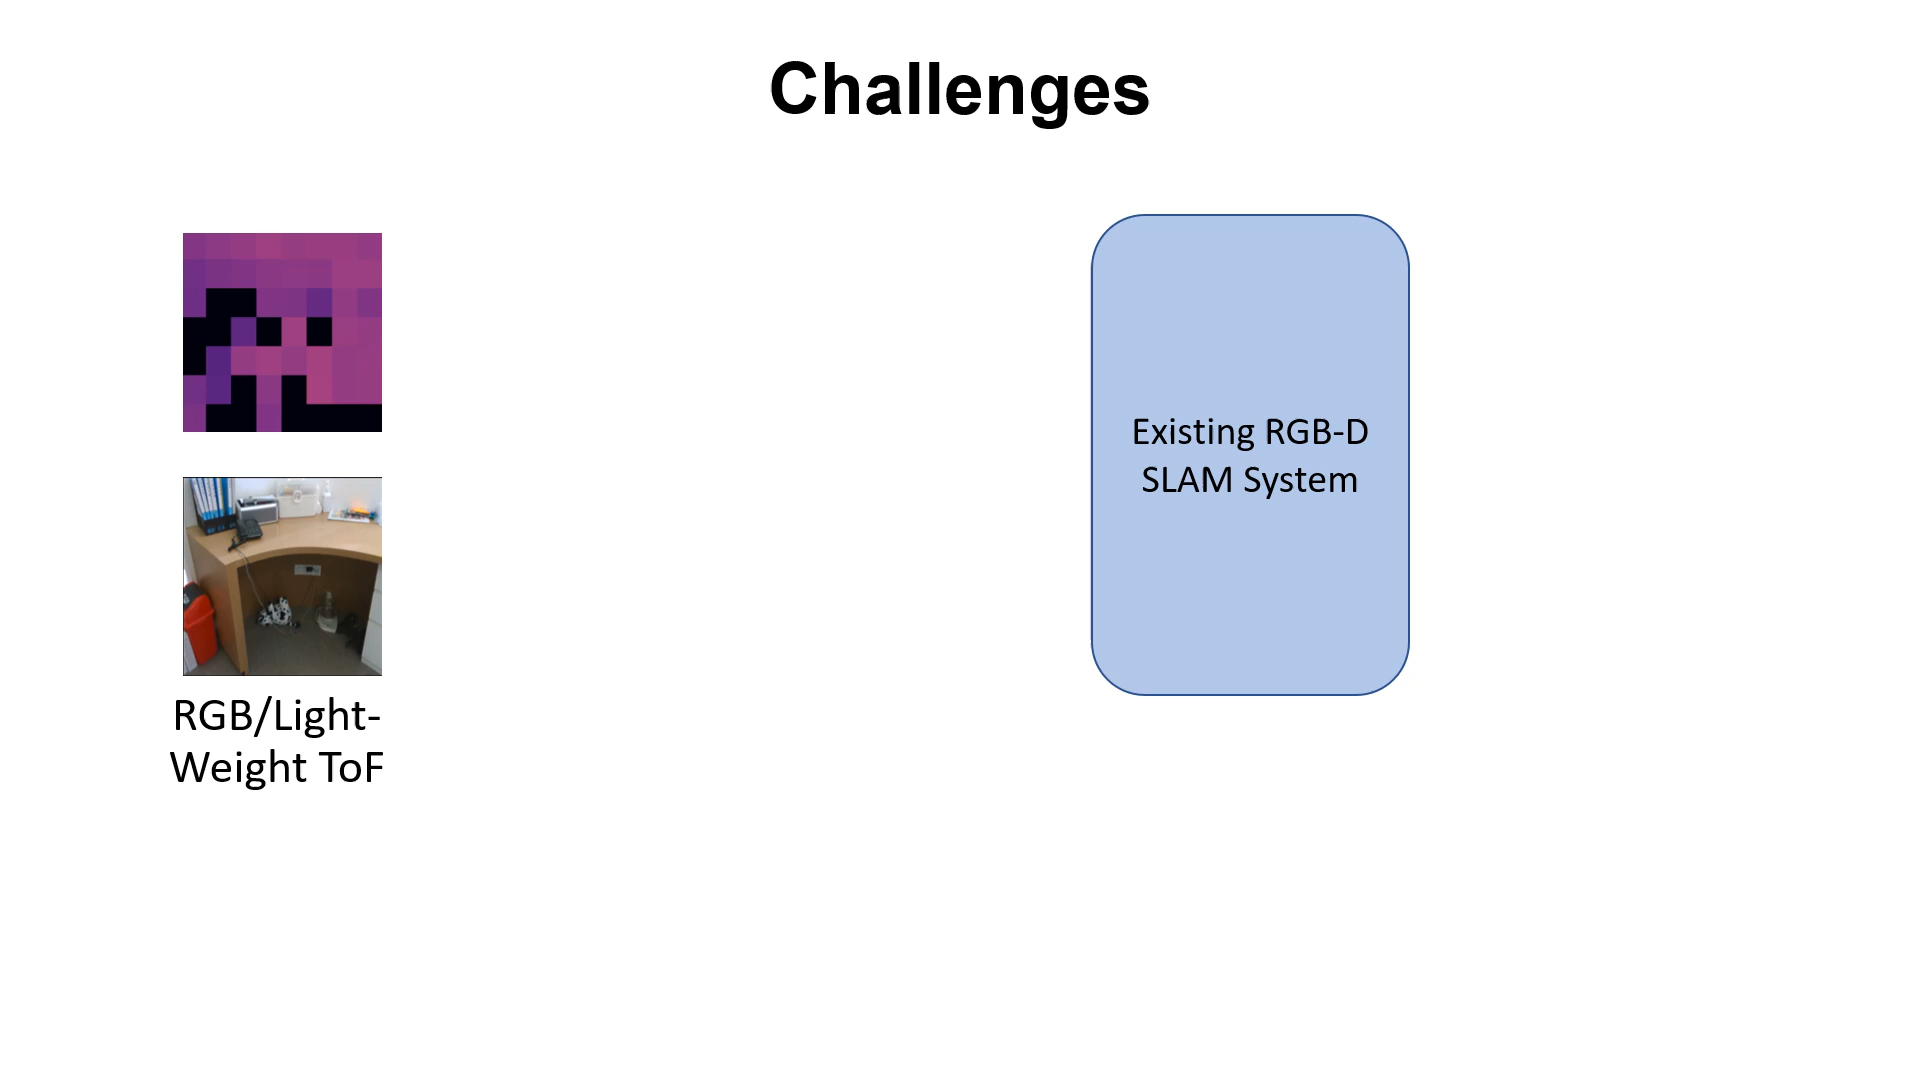 Challenges
Existing RGB-D
SLAM System
RGB/Light-
Weight ToF